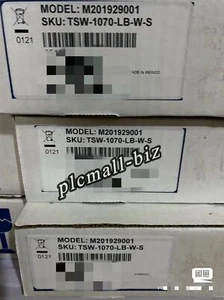 MODEL: M201929001
SKU: TSW-1070-LB-W-S
0121
MADE IN MEXICO
MODEL: M201929001
SKU: TSW-1070-LB-W-S
0121
plcmall-biz
MODEL: M201929001
SKU: TSW-1070-LB-W-S
0121